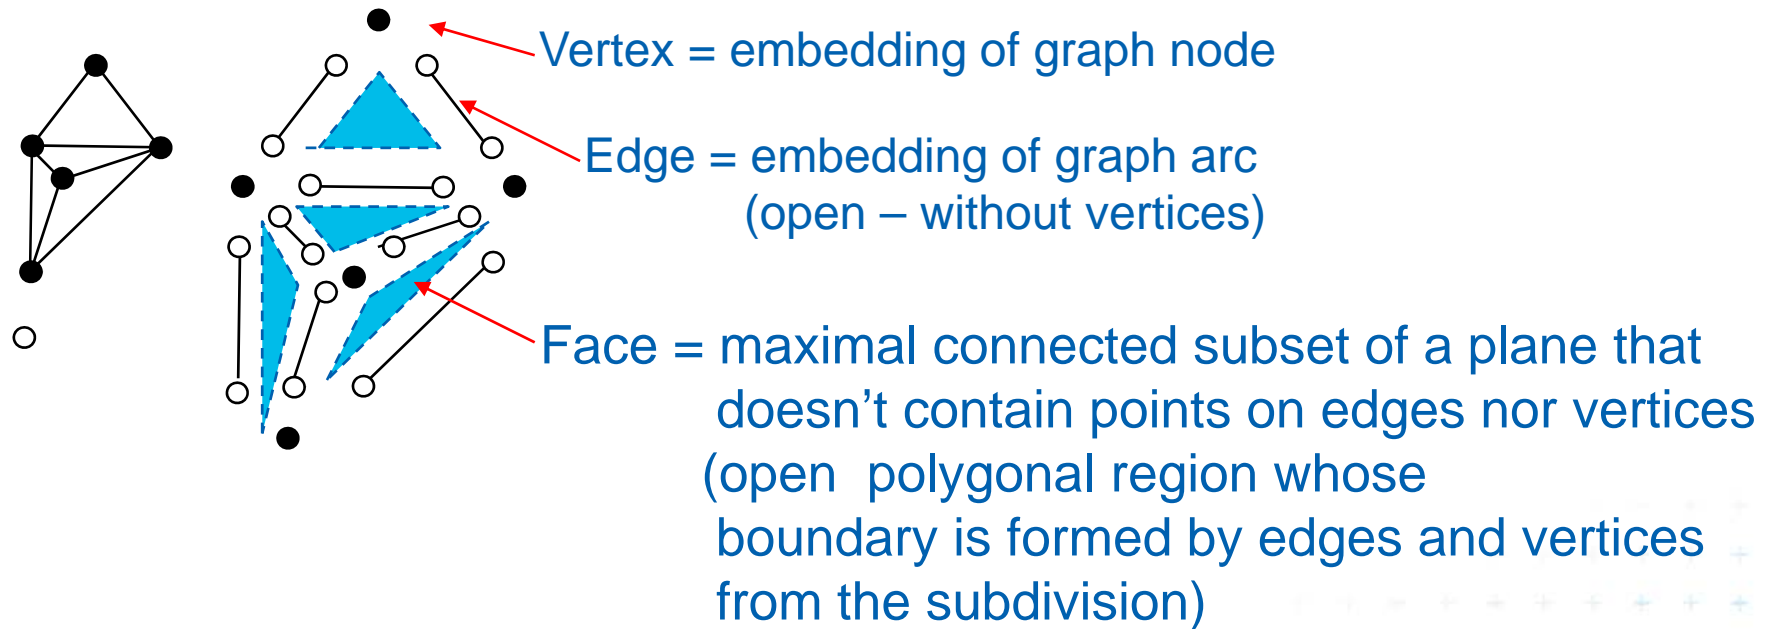 Vertex = embedding of graph node
Edge = embedding of graph arc
(open – without vertices)
Face = maximal connected subset of a plane that
doesn’t contain points on edges nor vertices
(open polygonal region whose
boundary is formed by edges and vertices
from the subdivision)